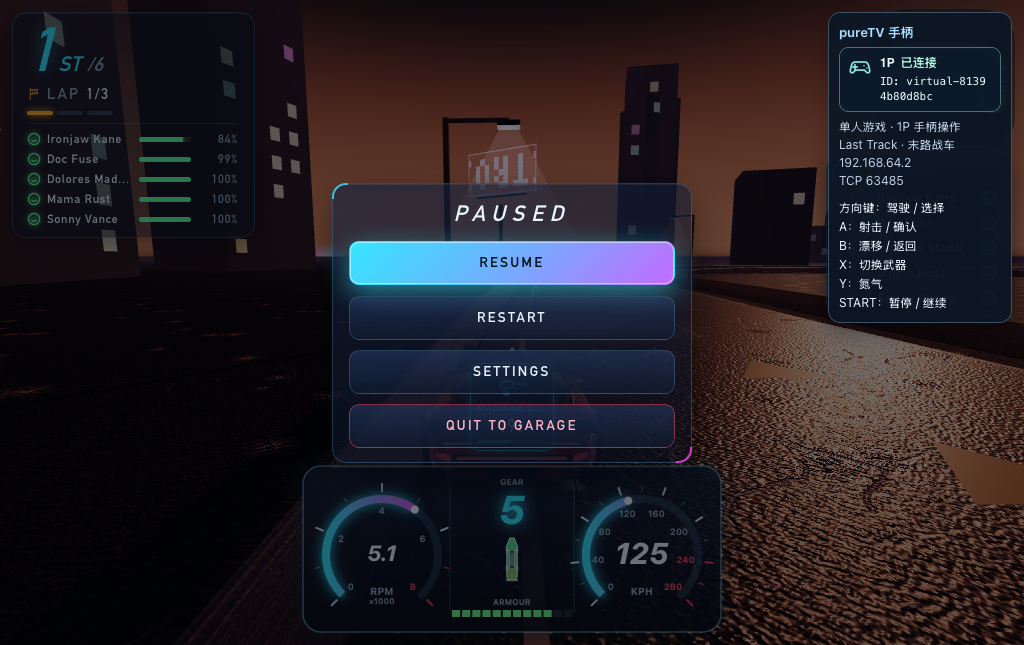 1ST /6
LAP 1/3
Ironjaw Kane 84%
Doc Fuse 99%
Dolores Mad... 100%
Mama Rust 100%
Sonny Vance 100%
PAUSED
RESUME
RESTART
SETTINGS
QUIT TO GARAGE
pureTV 手柄
1P 已连接
ID: virtual-8139
4b80d8bc
单人游戏 · 1P 手柄操作
Last Track · 末路战车
192.168.64.2
TCP 63485
方向键: 驾驶 / 选择
A: 射击 / 确认
B: 漂移 / 返回
X: 切换武器
Y: 氮气
START: 暂停 / 继续
0 2 4 6 8
5.1
RPM
x1000
GEAR
5
ARMOUR
0 40 80 120 160 200 240 280
125
KPH